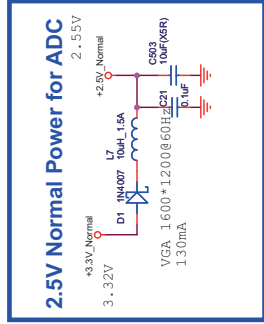 2.5V Normal Power for ADC
2.55V
+2.5V_Normal
C503
10uF(X5R)
C21
0.1uF
L7
10uH_1.5A
D1
1N4007
+3.3V_Normal
3.32V
VGA 1600*1200@60Hz
130mA